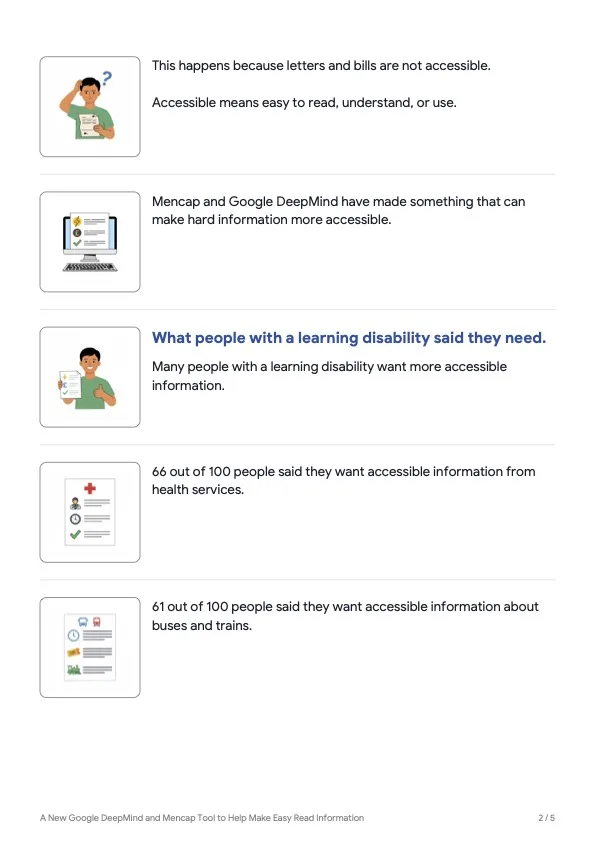 This happens because letters and bills are not accessible.
Accessible means easy to read, understand, or use.
Mencap and Google DeepMind have made something that can
make hard information more accessible.
What people with a learning disability said they need.
Many people with a learning disability want more accessible
information.
66 out of 100 people said they want accessible information from
health services.
61 out of 100 people said they want accessible information about
buses and trains.
A New Google DeepMind and Mencap Tool to Help Make Easy Read Information
2 / 5